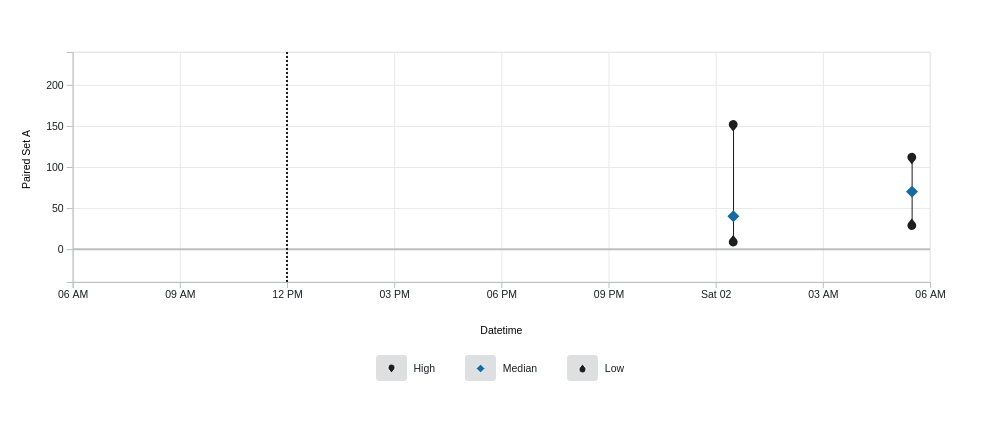 200
150
100
50
0
Paired Set A
06 AM 09 AM 12 PM 03 PM 06 PM 09 PM Sat 02 03 AM 06 AM
Datetime
High Median Low